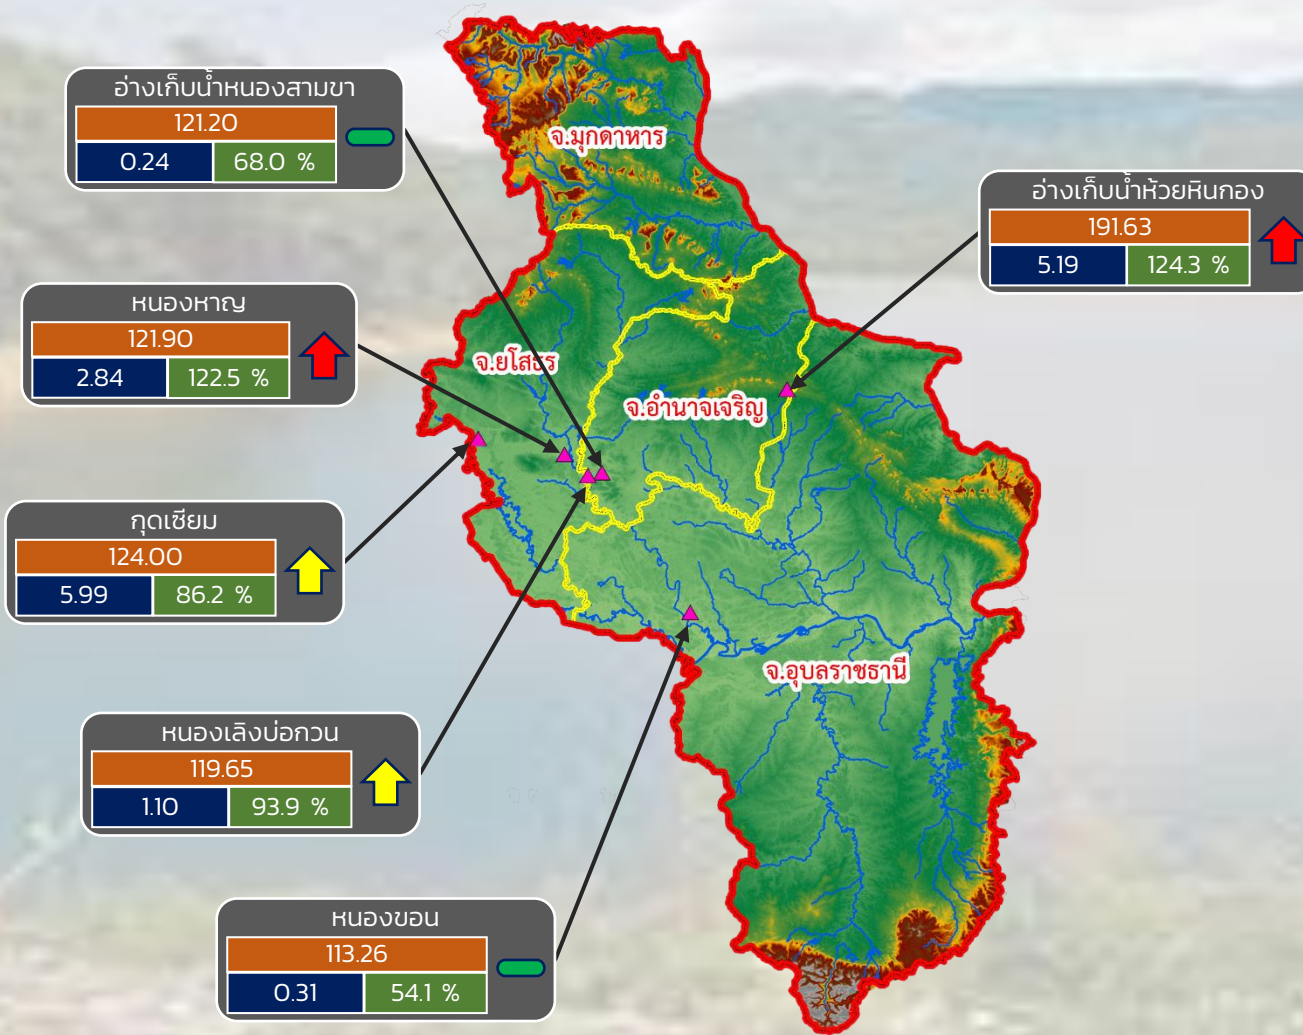 อ่างเก็บน้ำหนองสามขา
121.20
0.24 68.0 %
จ.มุกดาหาร
อ่างเก็บน้ำห้วยหินกอง
191.63
5.19 124.3 %
หนองหาญ
121.90
2.84 122.5 %
จ.ยโสธร
จ.อำนาจเจริญ
กุดเซียม
124.00
5.99 86.2 %
จ.อุบลราชธานี
หนองเลิงบ่อกวน
119.65
1.10 93.9 %
หนองขอน
113.26
0.31 54.1 %